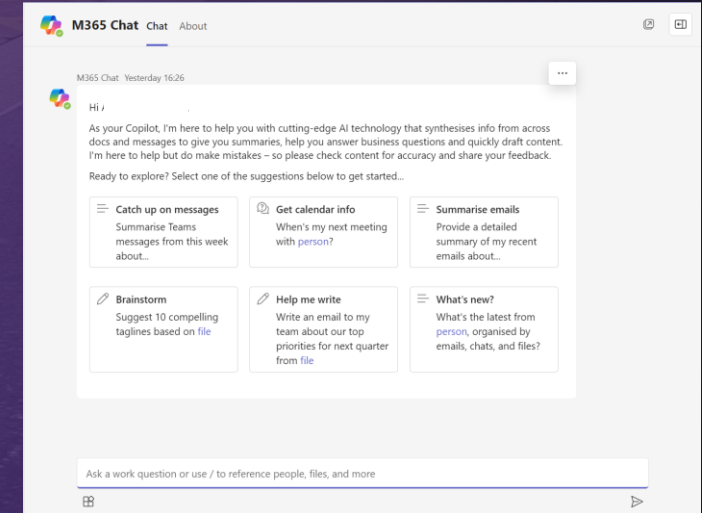 M365 Chat Chat About
M365 Chat Yesterday 16:26
Hi
As your Copilot, I'm here to help you with cutting-edge AI technology that synthesises info from across
docs and messages to give you summaries, help you answer business questions and quickly draft content.
I'm here to help but do make mistakes – so please check content for accuracy and share your feedback.
Ready to explore? Select one of the suggestions below to get started...
Catch up on messages
Summarise Teams
messages from this week
about...
Get calendar info
When's my next meeting
with person?
Summarise emails
Provide a detailed
summary of my recent
emails about...
Brainstorm
Suggest 10 compelling
taglines based on file
Help me write
Write an email to my
team about our top
priorities for next quarter
from file
What's new?
What's the latest from
person, organised by
emails, chats, and files?
Ask a work question or use / to reference people, files, and more